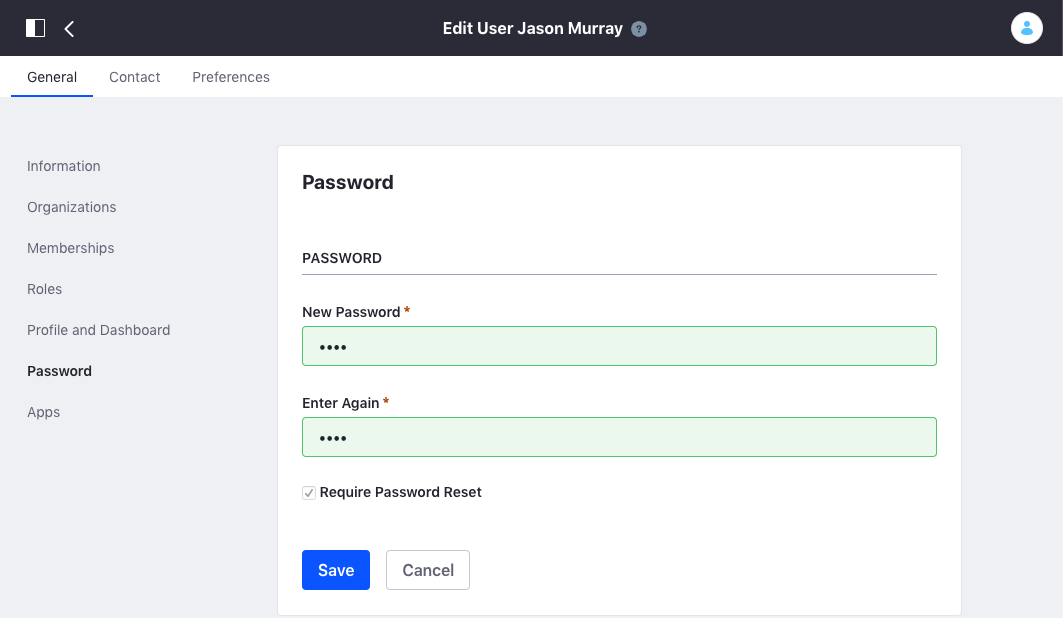 Edit User Jason Murray ?
General Contact Preferences
Information
Organizations
Memberships
Roles
Profile and Dashboard
Password
Apps
Password
PASSWORD
New Password *
••••
Enter Again *
••••
Require Password Reset
Save Cancel